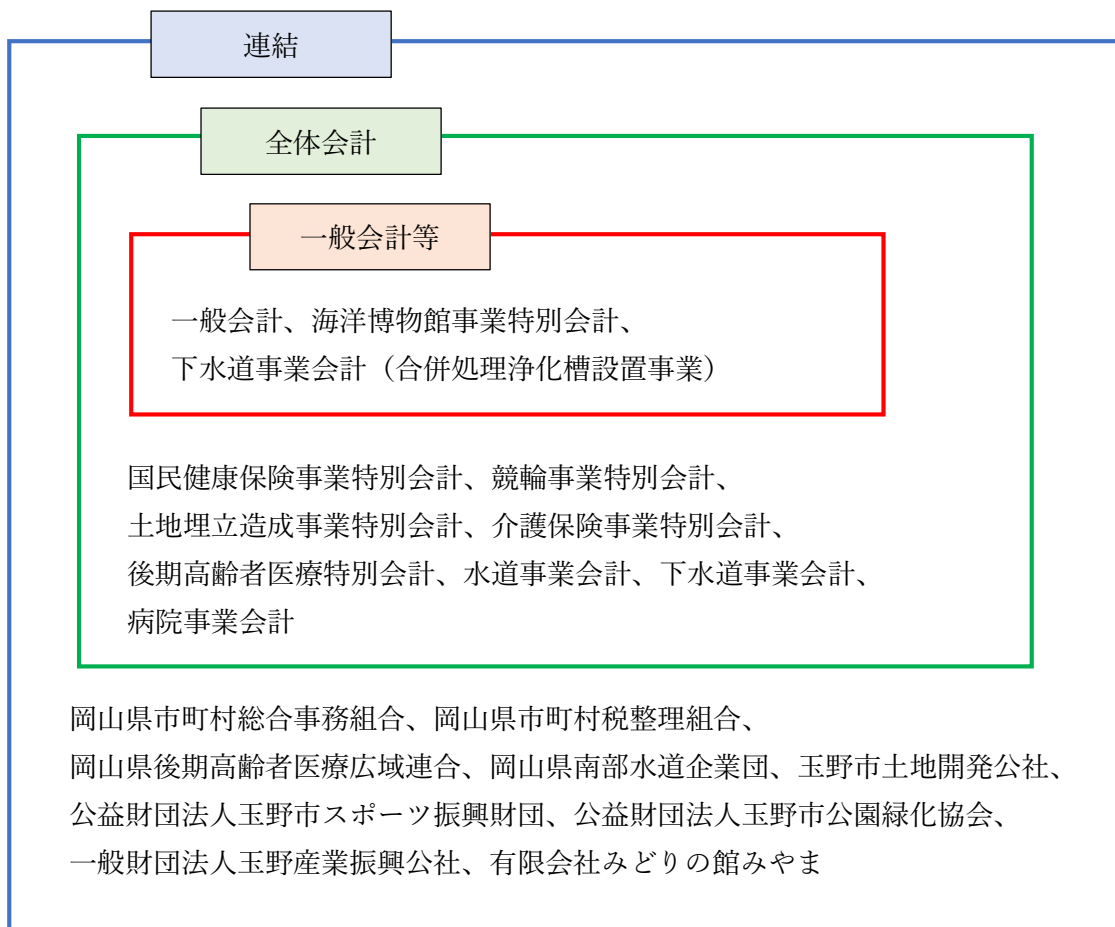 連結
全体会計
一般会計等
一般会計、海洋博物館事業特別会計、
下水道事業会計（合併処理浄化槽設置事業）
国民健康保険事業特別会計、競輪事業特別会計、
土地埋立造成事業特別会計、介護保険事業特別会計、
後期高齢者医療特別会計、水道事業会計、下水道事業会計、
病院事業会計
岡山県市町村総合事務組合、岡山県市町村税整理組合、
岡山県後期高齢者医療広域連合、岡山県南部水道企業団、玉野市土地開発公社、
公益財団法人玉野市スポーツ振興財団、公益財団法人玉野市公園緑化協会、
一般財団法人玉野産業振興公社、有限会社みどりの館みやま